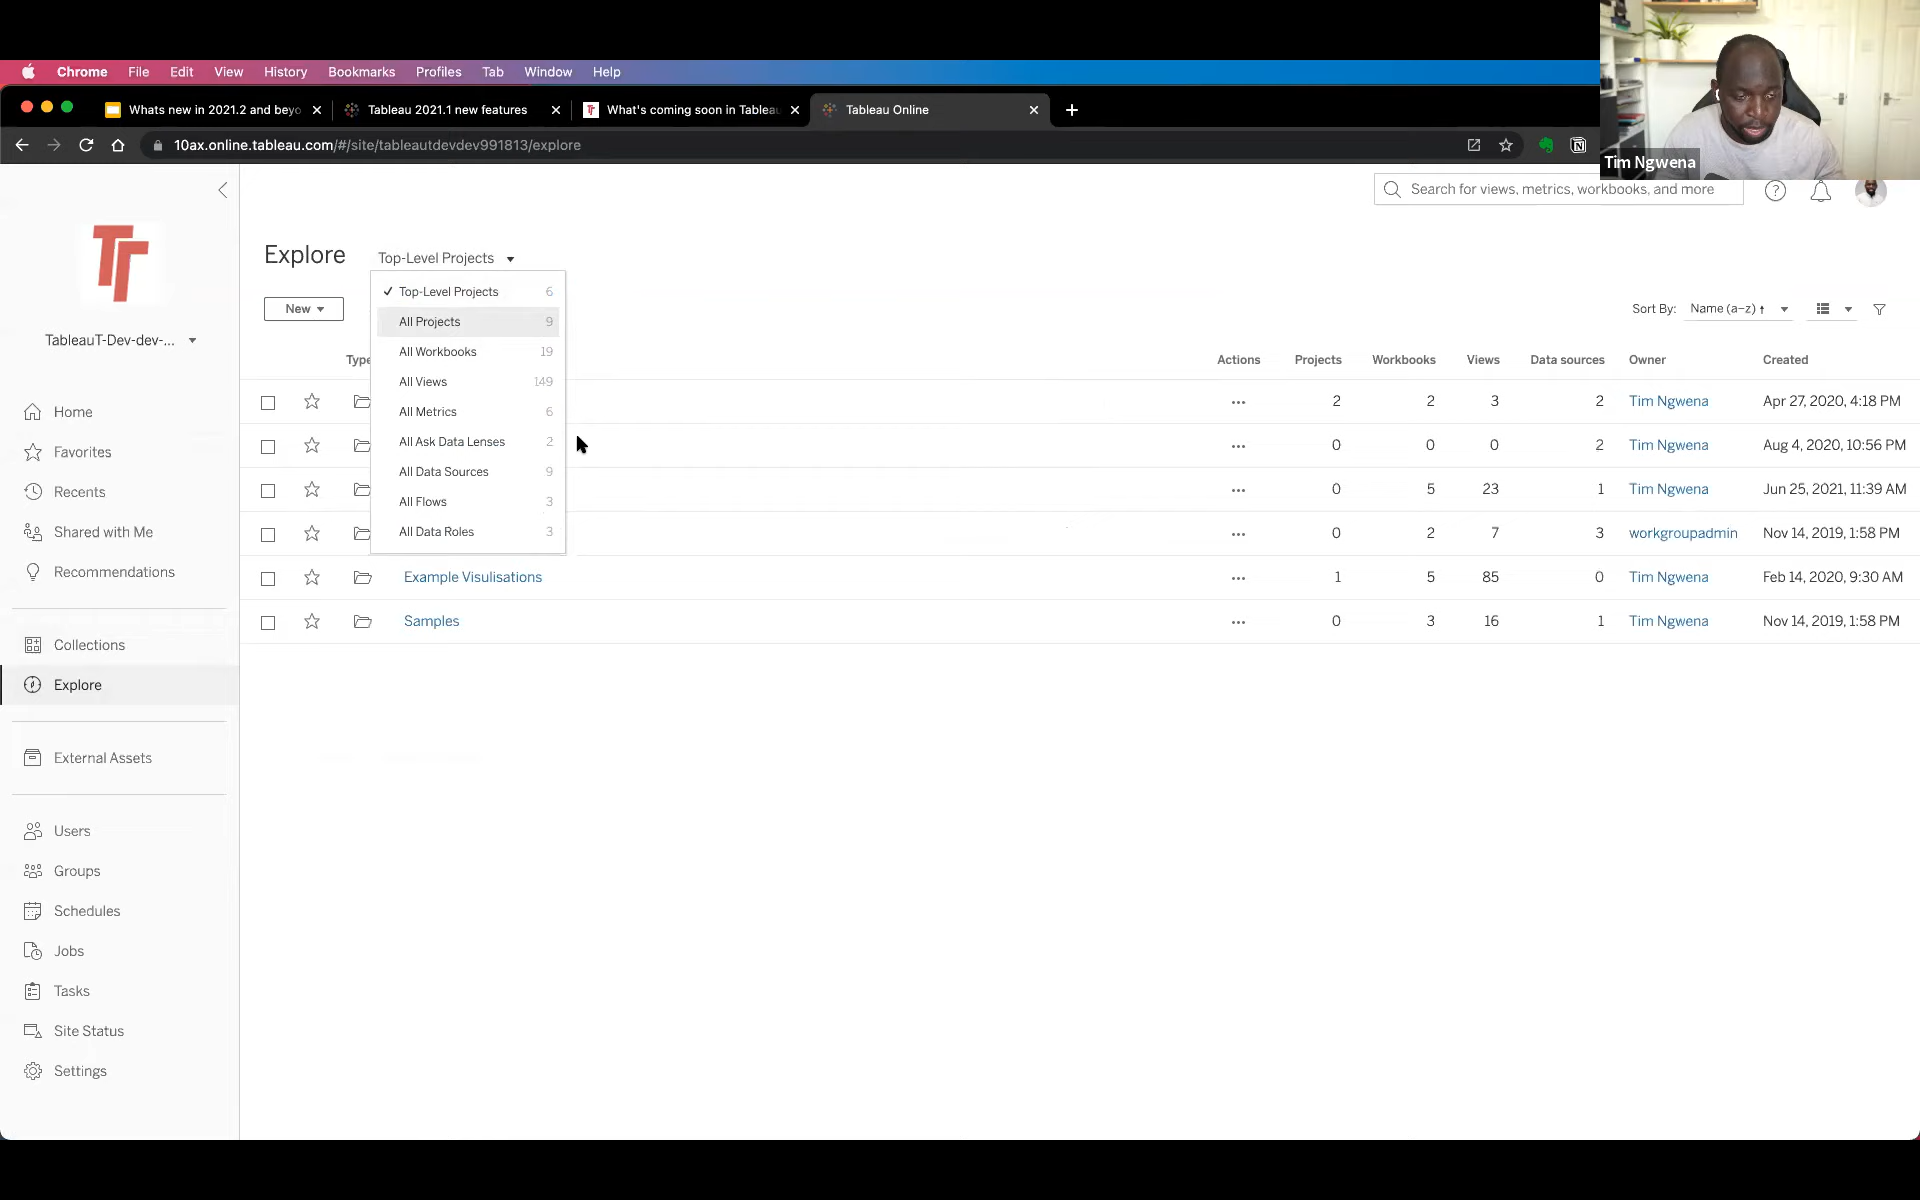 Chrome File Edit View History Bookmarks Profiles Tab Window Help
Whats new in 2021.2 and beyo
Tableau 2021.1 new features
What's coming soon in Tableau
Tableau Online
10ax.online.tableau.com/#/site/tableautdevdev991813/explore
Tim Ngwena
Search for views, metrics, workbooks, and more
TableauT-Dev-dev-...
Home
Favorites
Recents
Shared with Me
Recommendations
Collections
Explore
External Assets
Users
Groups
Schedules
Jobs
Tasks
Site Status
Settings
Explore Top-Level Projects
New
Sort By: Name (a–z)
Top-Level Projects 6
All Projects 9
All Workbooks 19
All Views 149
All Metrics 6
All Ask Data Lenses 2
All Data Sources 9
All Flows 3
All Data Roles 3
Type Actions Projects Workbooks Views Data sources Owner Created
2 2 3 2 Tim Ngwena Apr 27, 2020, 4:18 PM
0 0 0 2 Tim Ngwena Aug 4, 2020, 10:56 PM
0 5 23 1 Tim Ngwena Jun 25, 2021, 11:39 AM
0 2 7 3 workgroupadmin Nov 14, 2019, 1:58 PM
Example Visulisations 1 5 85 0 Tim Ngwena Feb 14, 2020, 9:30 AM
Samples 0 3 16 1 Tim Ngwena Nov 14, 2019, 1:58 PM